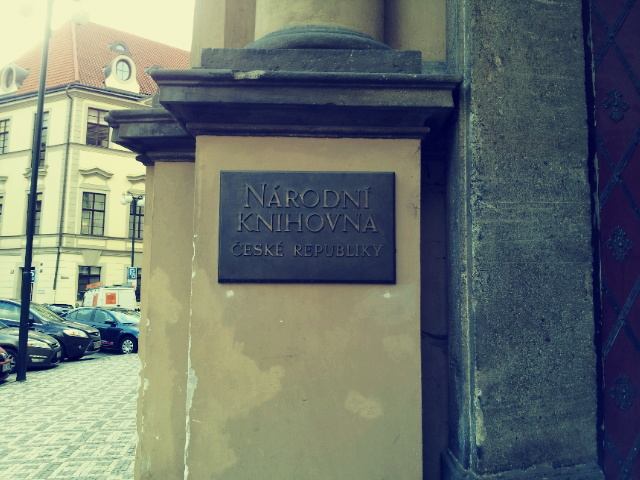 NÁRODNÍ
KNIHOVNA
ČESKÉ REPUBLIKY